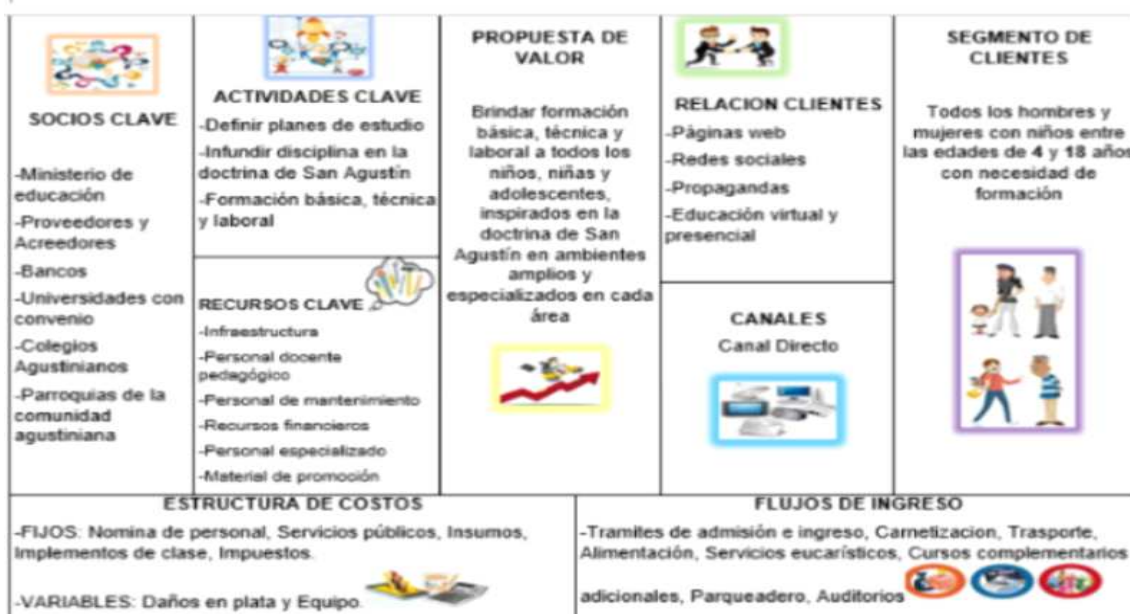 SOCIOS CLAVE
-Ministerio de
educación
-Proveedores y
Acreedores
-Bancos
-Universidades con
convenio
-Colegios
Agustinianos
-Parroquias de la
comunidad
agustiniana
ACTIVIDADES CLAVE
-Definir planes de estudio
-Infundir disciplina en la
doctrina de San Agustín
-Formación básica, técnica
y laboral
RECURSOS CLAVE
-Infraestructura
-Personal docente
pedagógico
-Personal de mantenimiento
-Recursos financieros
-Personal especializado
-Material de promoción
PROPUESTA DE
VALOR
Brindar formación
básica, técnica y
laboral a todos los
niños, niñas y
adolescentes,
inspirados en la
doctrina de San
Agustín en ambientes
amplios y
especializados en cada
área
RELACION CLIENTES
-Páginas web
-Redes sociales
-Propagandas
-Educación virtual y
presencial
CANALES
Canal Directo
SEGMENTO DE
CLIENTES
Todos los hombres y
mujeres con niños entre
las edades de 4 y 18 años
con necesidad de
formación
ESTRUCTURA DE COSTOS
-FIJOS: Nomina de personal, Servicios públicos, Insumos,
Implementos de clase, Impuestos.
-VARIABLES: Daños en plata y Equipo.
FLUJOS DE INGRESO
-Tramites de admisión e ingreso, Carnetizacion, Trasporte,
Alimentación, Servicios eucarísticos, Cursos complementarios
adicionales, Parqueadero, Auditorios